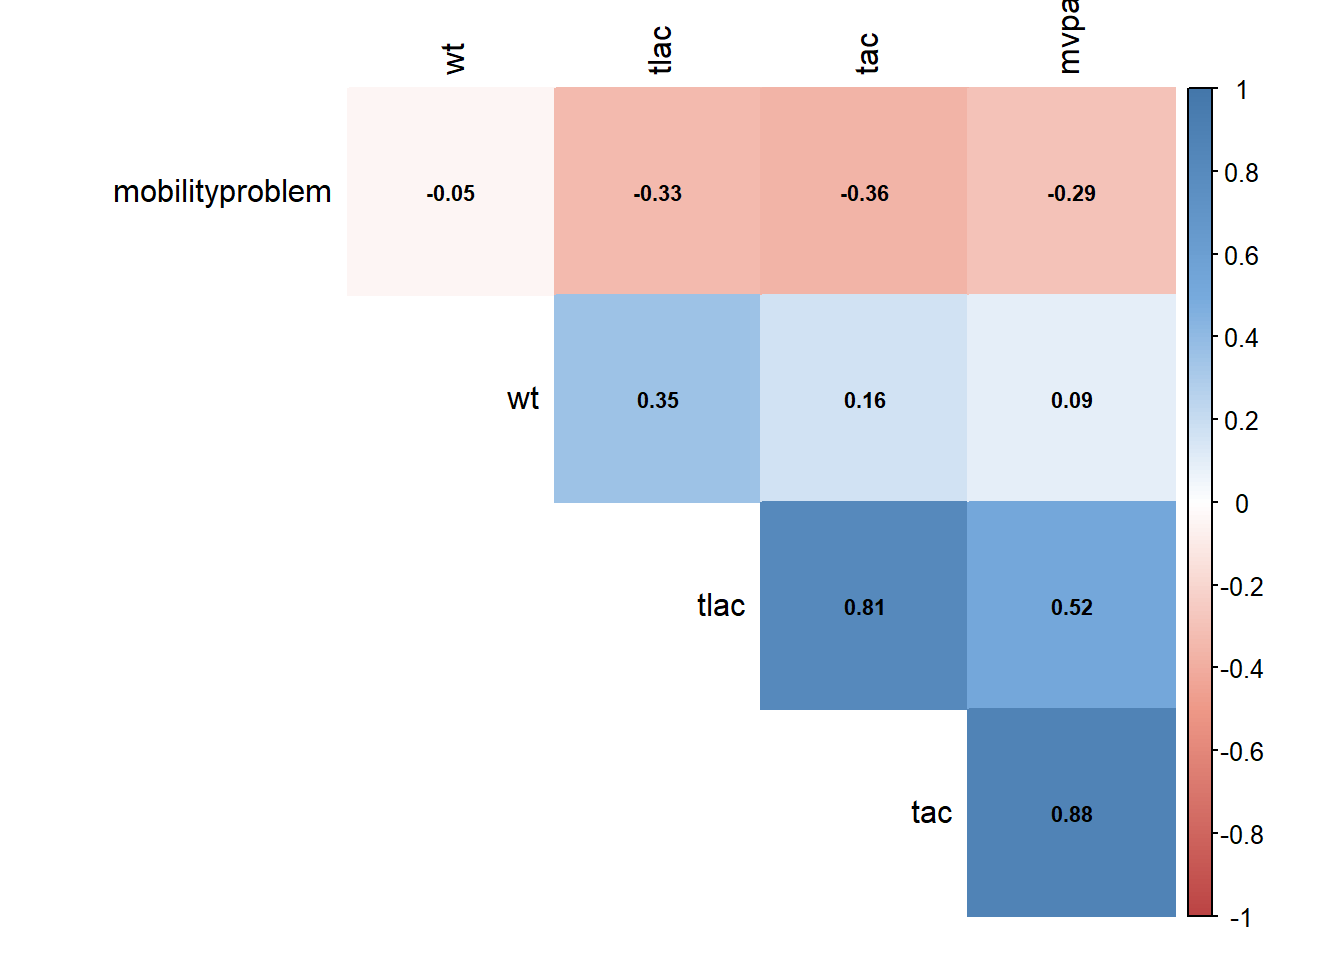 wt tlac tac mvpa
1
mobilityproblem -0.05 -0.33 -0.36 -0.29
0.8
0.6
wt 0.35 0.16 0.09
0.4
0.2
0
tlac 0.81 0.52
-0.2
-0.4
-0.6
tac 0.88
-0.8
-1